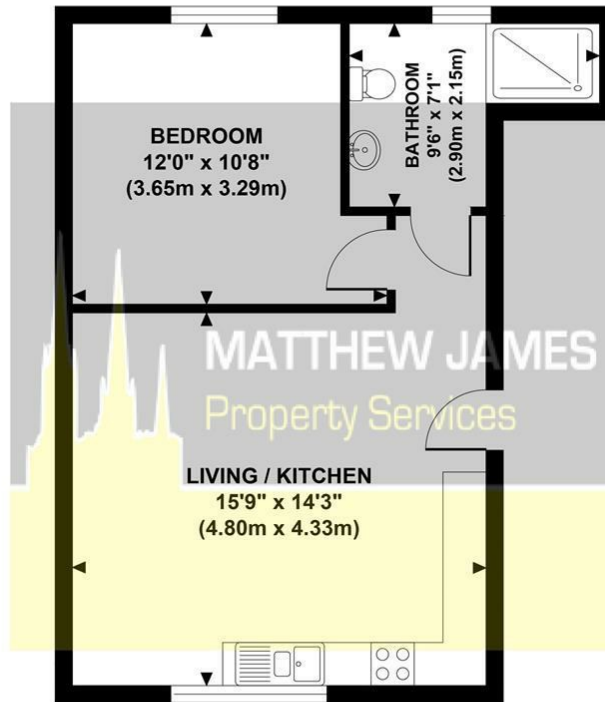 BEDROOM
12'0" x 10'8"
(3.65m x 3.29m)
BATHROOM
9'6" x 7'1"
(2.90m x 2.15m)
MATTHEW JAMES
Property Services
LIVING / KITCHEN
15'9" x 14'3"
(4.80m x 4.33m)